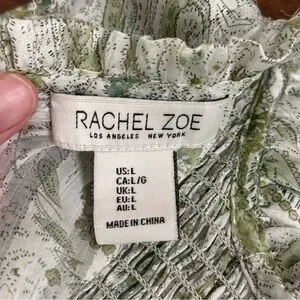 RACHEL ZOE
LOS ANGELES NEW YORK
US:L
CA:L/G
UK:L
EU:L
AU:L
MADE IN CHINA